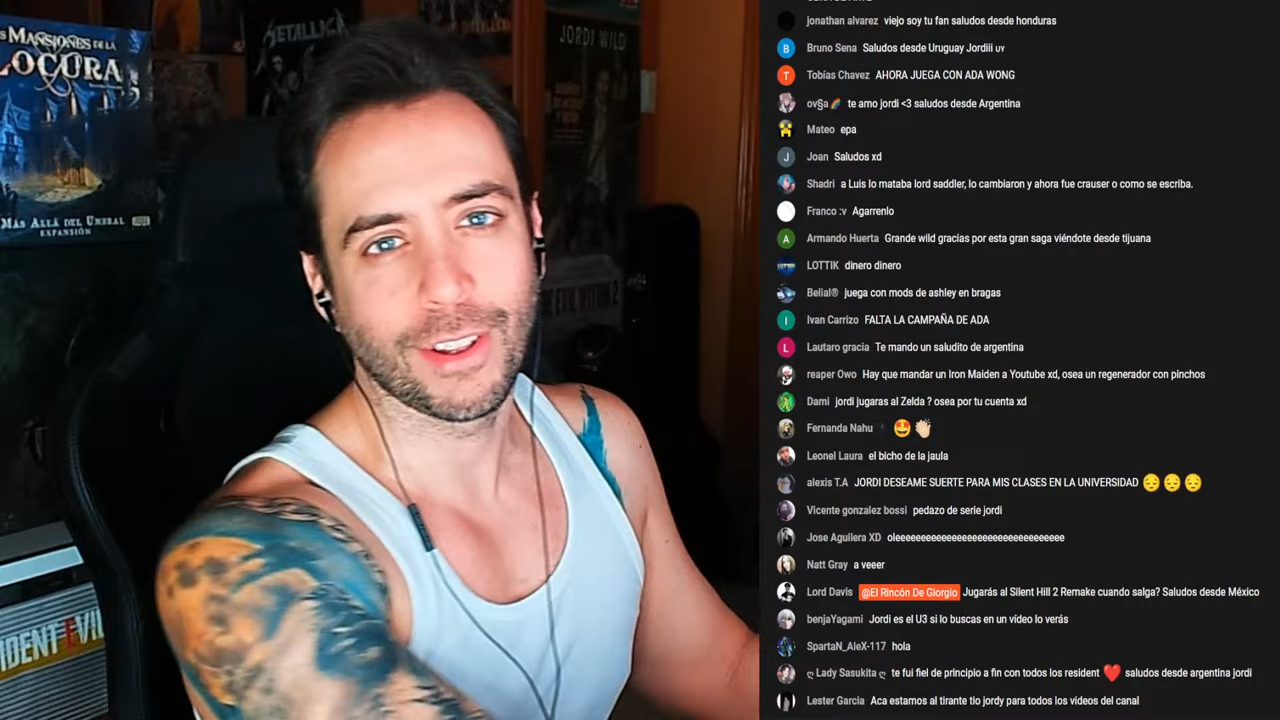 S MANSIONES DE LA
LOCURA
MÁS ALLÁ DEL UMBRAL
EXPANSIÓN
METALLICA
JORDI WILD
E EVIL WITHIN 2
IDENT EVIL
jonathan alvarez viejo soy tu fan saludos desde honduras
B Bruno Sena Saludos desde Uruguay Jordiii UY
T Tobías Chavez AHORA JUEGA CON ADA WONG
ov§a🌈 te amo jordi <3 saludos desde Argentina
Mateo epa
J Joan Saludos xd
Shadri a Luis lo mataba lord saddler, lo cambiaron y ahora fue crauser o como se escriba.
Franco :v Agarrenlo
A Armando Huerta Grande wild gracias por esta gran saga viéndote desde tijuana
LOTTIK dinero dinero
Belial® juega con mods de ashley en bragas
I Ivan Carrizo FALTA LA CAMPAÑA DE ADA
L Lautaro gracia Te mando un saludito de argentina
reaper Owo Hay que mandar un Iron Maiden a Youtube xd, osea un regenerador con pinchos
Dami jordi jugaras al Zelda ? osea por tu cuenta xd
Fernanda Nahu 🤩👏🏻
Leonel Laura el bicho de la jaula
alexis T.A JORDI DESEAME SUERTE PARA MIS CLASES EN LA UNIVERSIDAD 😔😔😔
Vicente gonzalez bossi pedazo de serie jordi
Jose Aguilera XD oleeeeeeeeeeeeeeeeeeeeeeeeeeeeeeeeee
Natt Gray a veeer
Lord Davis @El Rincón De Giorgio Jugarás al Silent Hill 2 Remake cuando salga? Saludos desde México
benjaYagami Jordi es el U3 si lo buscas en un vídeo lo verás
SpartaN_AleX-117 hola
ღ Lady Sasukita ღ te fui fiel de principio a fin con todos los resident ❤️ saludos desde argentina jordi
Lester Garcia Aca estamos al tirante tio jordy para todos los videos del canal